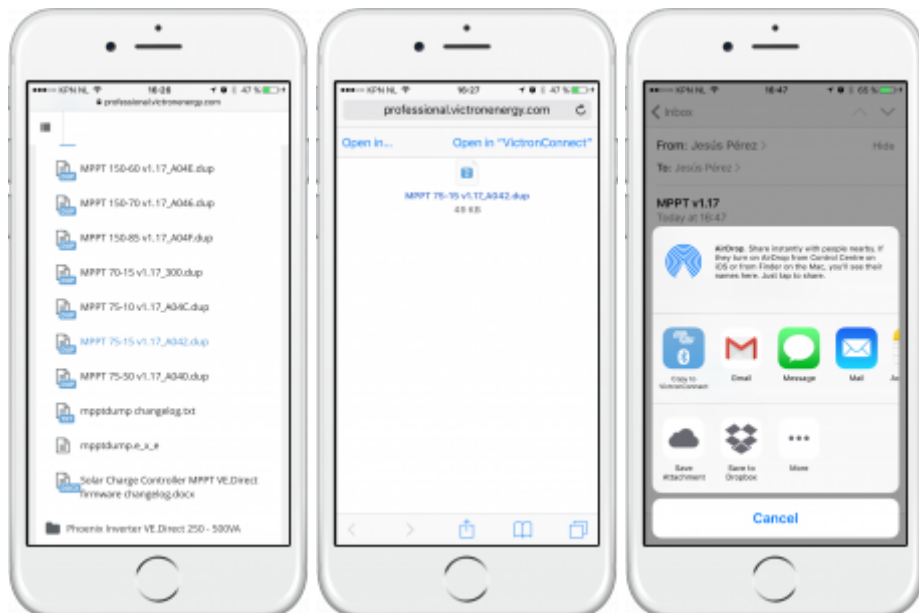 KPN NL 16:26 47 %
professional.victronenergy.com
MPPT 150-60 v1.17_A04E.dup
MPPT 150-70 v1.17_A046.dup
MPPT 150-85 v1.17_A04F.dup
MPPT 70-15 v1.17_300.dup
MPPT 75-10 v1.17_A04C.dup
MPPT 75-15 v1.17_A042.dup
MPPT 75-50 v1.17_A040.dup
mpptdump changelog.txt
mpptdump.e_x_e
Solar Charge Controller MPPT VE.Direct
firmware changelog.docx
Phoenix Inverter VE.Direct 250 - 500VA
KPN NL 16:27 47 %
professional.victronenergy.com
Open in... Open in "VictronConnect"
MPPT 75-15 v1.17_A042.dup
49 KB
KPN NL 16:47 65 %
Inbox
From: Jesús Pérez Hide
To: Jesús Pérez
MPPT v1.17
Today at 16:47
AirDrop. Share instantly with people nearby. If
they turn on AirDrop from Control Centre on
iOS or from Finder on the Mac, you'll see their
names here. Just tap to share.
Copy to
VictronConnect
Gmail
Message
Mail
Save
Attachment
Save to
Dropbox
More
Cancel